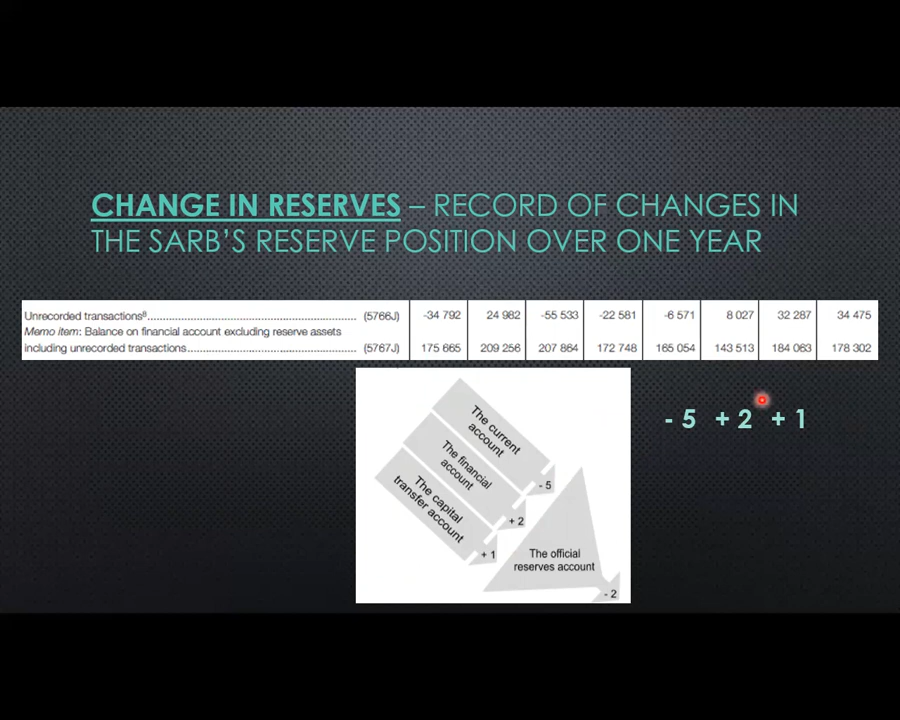 CHANGE IN RESERVES – RECORD OF CHANGES IN
THE SARB'S RESERVE POSITION OVER ONE YEAR
Unrecorded transactions⁸ (5766J) -34 792 24 982 -55 533 -22 581 -6 571 8 027 32 287 34 475
Memo item: Balance on financial account excluding reserve assets
including unrecorded transactions (5767J) 175 665 209 256 207 864 172 748 165 054 143 513 184 063 178 302
The current
account
- 5
The financial
account
+ 2
The capital
transfer account
+ 1
The official
reserves account
- 2
- 5 + 2 + 1